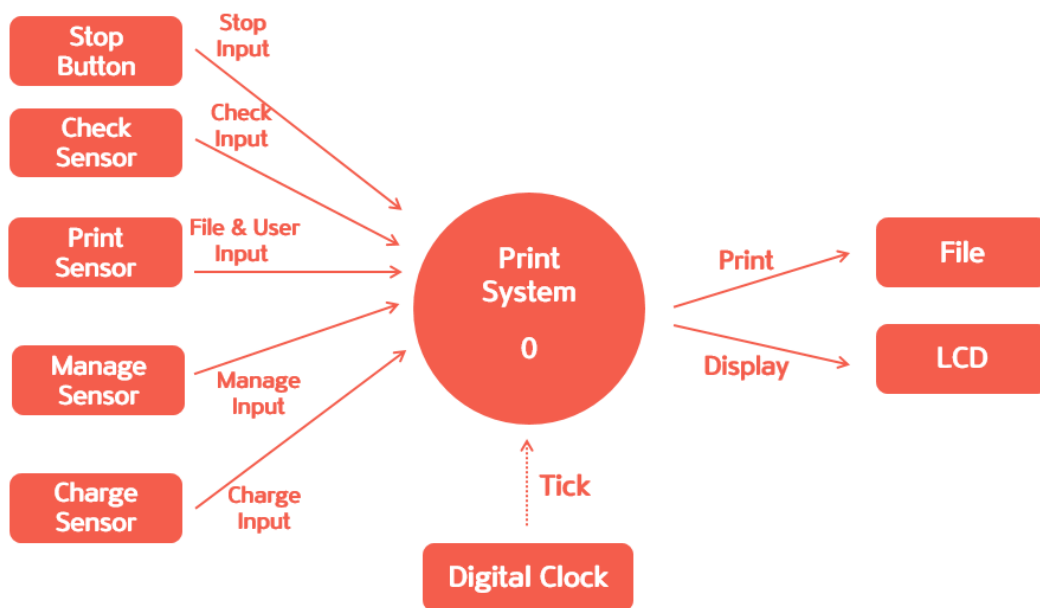 Stop
Button
Stop
Input
Check
Sensor
Check
Input
Print
Sensor
File & User
Input
Manage
Sensor
Manage
Input
Charge
Sensor
Charge
Input
Print
System
0
Tick
Digital Clock
Print
File
Display
LCD